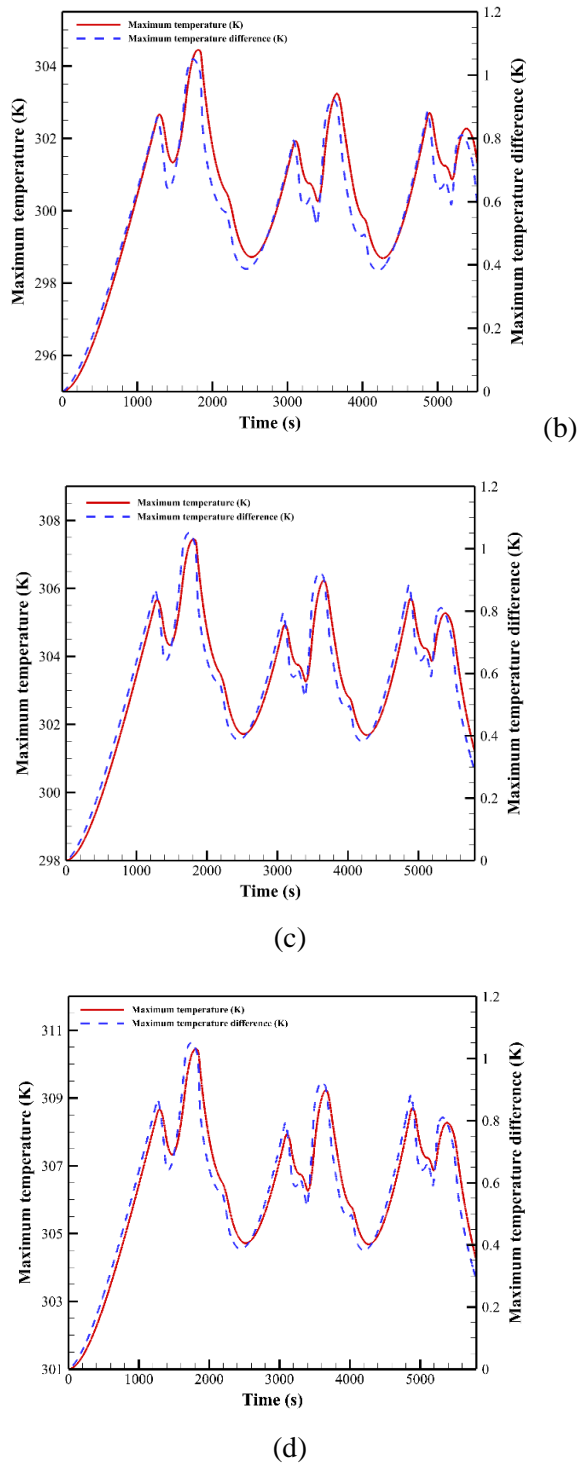 Maximum temperature (K)
Maximum temperature difference (K)
1.2
1
0.8
0.6
0.4
0.2
0
304
302
300
298
296
Maximum temperature (K)
Maximum temperature difference (K)
0 1000 2000 3000 4000 5000
Time (s)
(b)
Maximum temperature (K)
Maximum temperature difference (K)
1.2
1
0.8
0.6
0.4
0.2
0
308
306
304
302
300
298
Maximum temperature (K)
Maximum temperature difference (K)
0 1000 2000 3000 4000 5000
Time (s)
(c)
Maximum temperature (K)
Maximum temperature difference (K)
1.2
1
0.8
0.6
0.4
0.2
0
311
309
307
305
303
301
Maximum temperature (K)
Maximum temperature difference (K)
0 1000 2000 3000 4000 5000
Time (s)
(d)